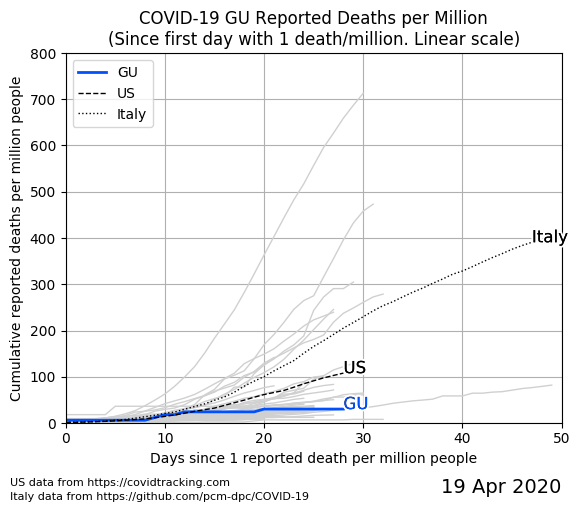 COVID-19 GU Reported Deaths per Million
(Since first day with 1 death/million. Linear scale)
Cumulative reported deaths per million people
800
700
600
500
400
300
200
100
0
GU
US
Italy
Italy
US
GU
0 10 20 30 40 50
Days since 1 reported death per million people
US data from https://covidtracking.com
Italy data from https://github.com/pcm-dpc/COVID-19
19 Apr 2020